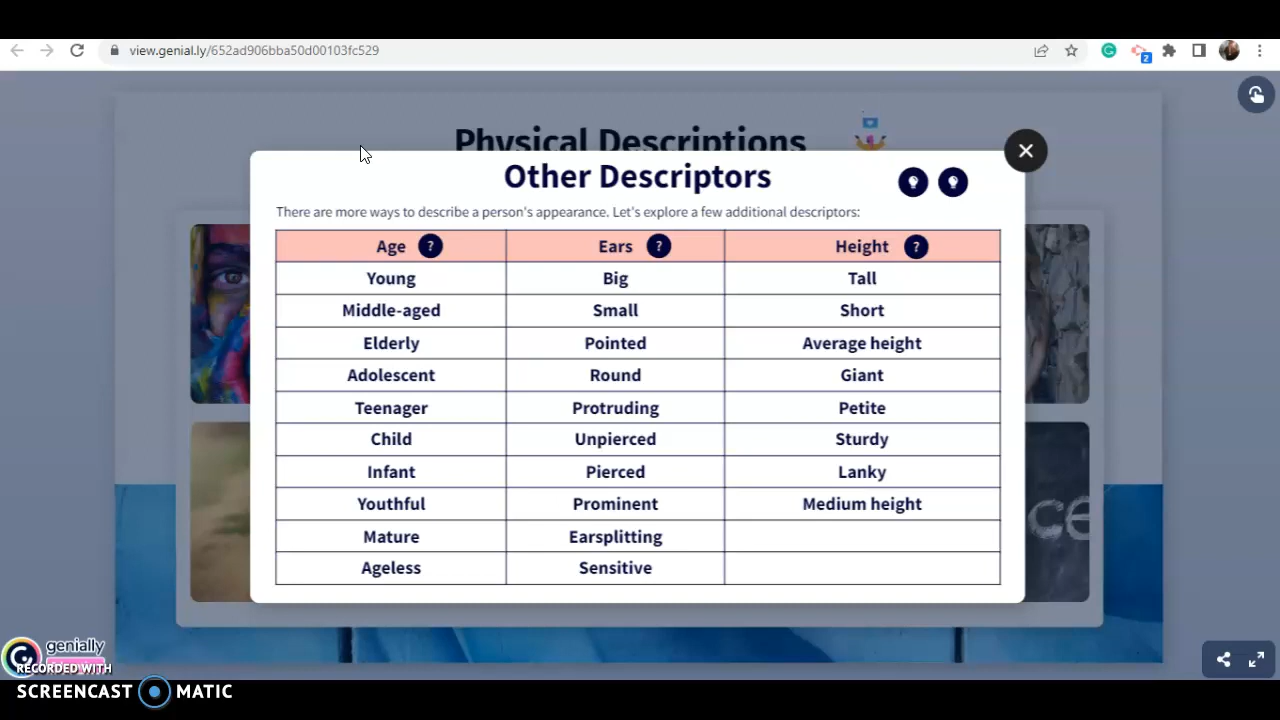 view.genial.ly/652ad906bba50d00103fc529
2
Physical Descriptions
Other Descriptors
There are more ways to describe a person's appearance. Let's explore a few additional descriptors:
Age ? Ears ? Height ?
Young Big Tall
Middle-aged Small Short
Elderly Pointed Average height
Adolescent Round Giant
Teenager Protruding Petite
Child Unpierced Sturdy
Infant Pierced Lanky
Youthful Prominent Medium height
Mature Earsplitting
Ageless Sensitive
ce
genially
RECORDED WITH
SCREENCAST MATIC